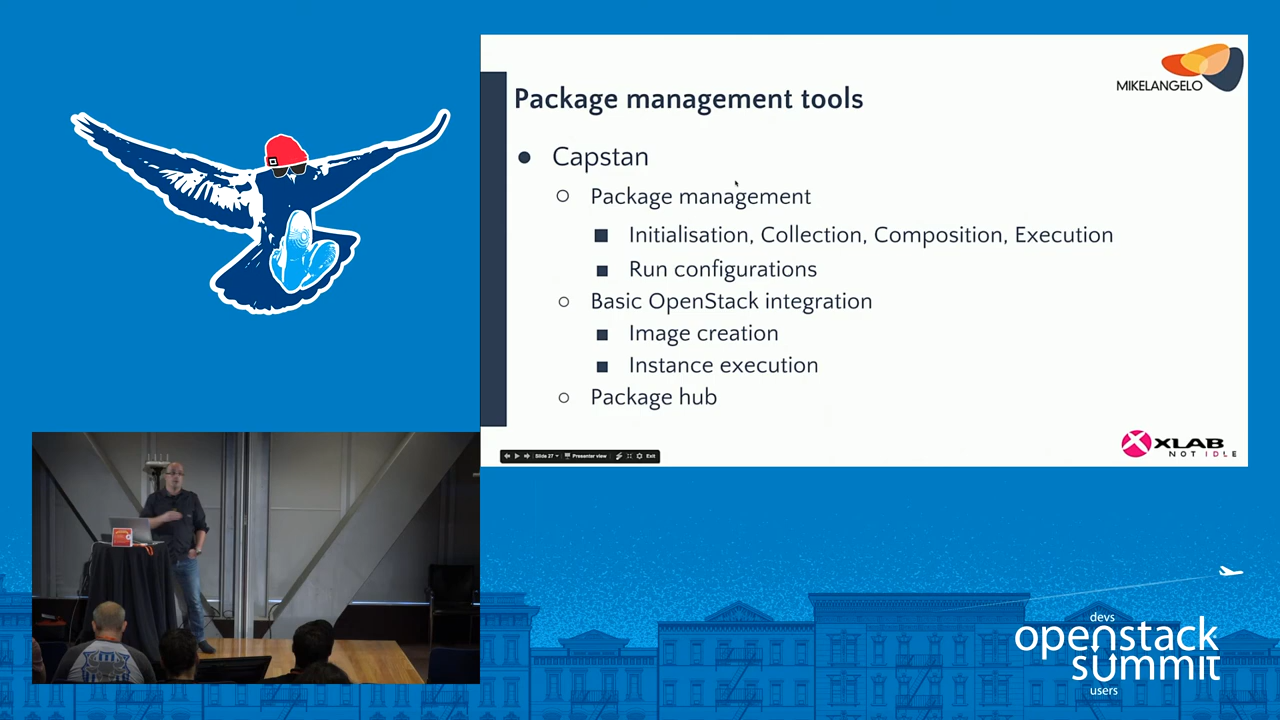 MIKELANGELO
Package management tools
● Capstan
○ Package management
■ Initialisation, Collection, Composition, Execution
■ Run configurations
○ Basic OpenStack integration
■ Image creation
■ Instance execution
○ Package hub
Slide 27
Presenter view
Exit
XLAB
NOT IDLE
devs
openstack
summit
users